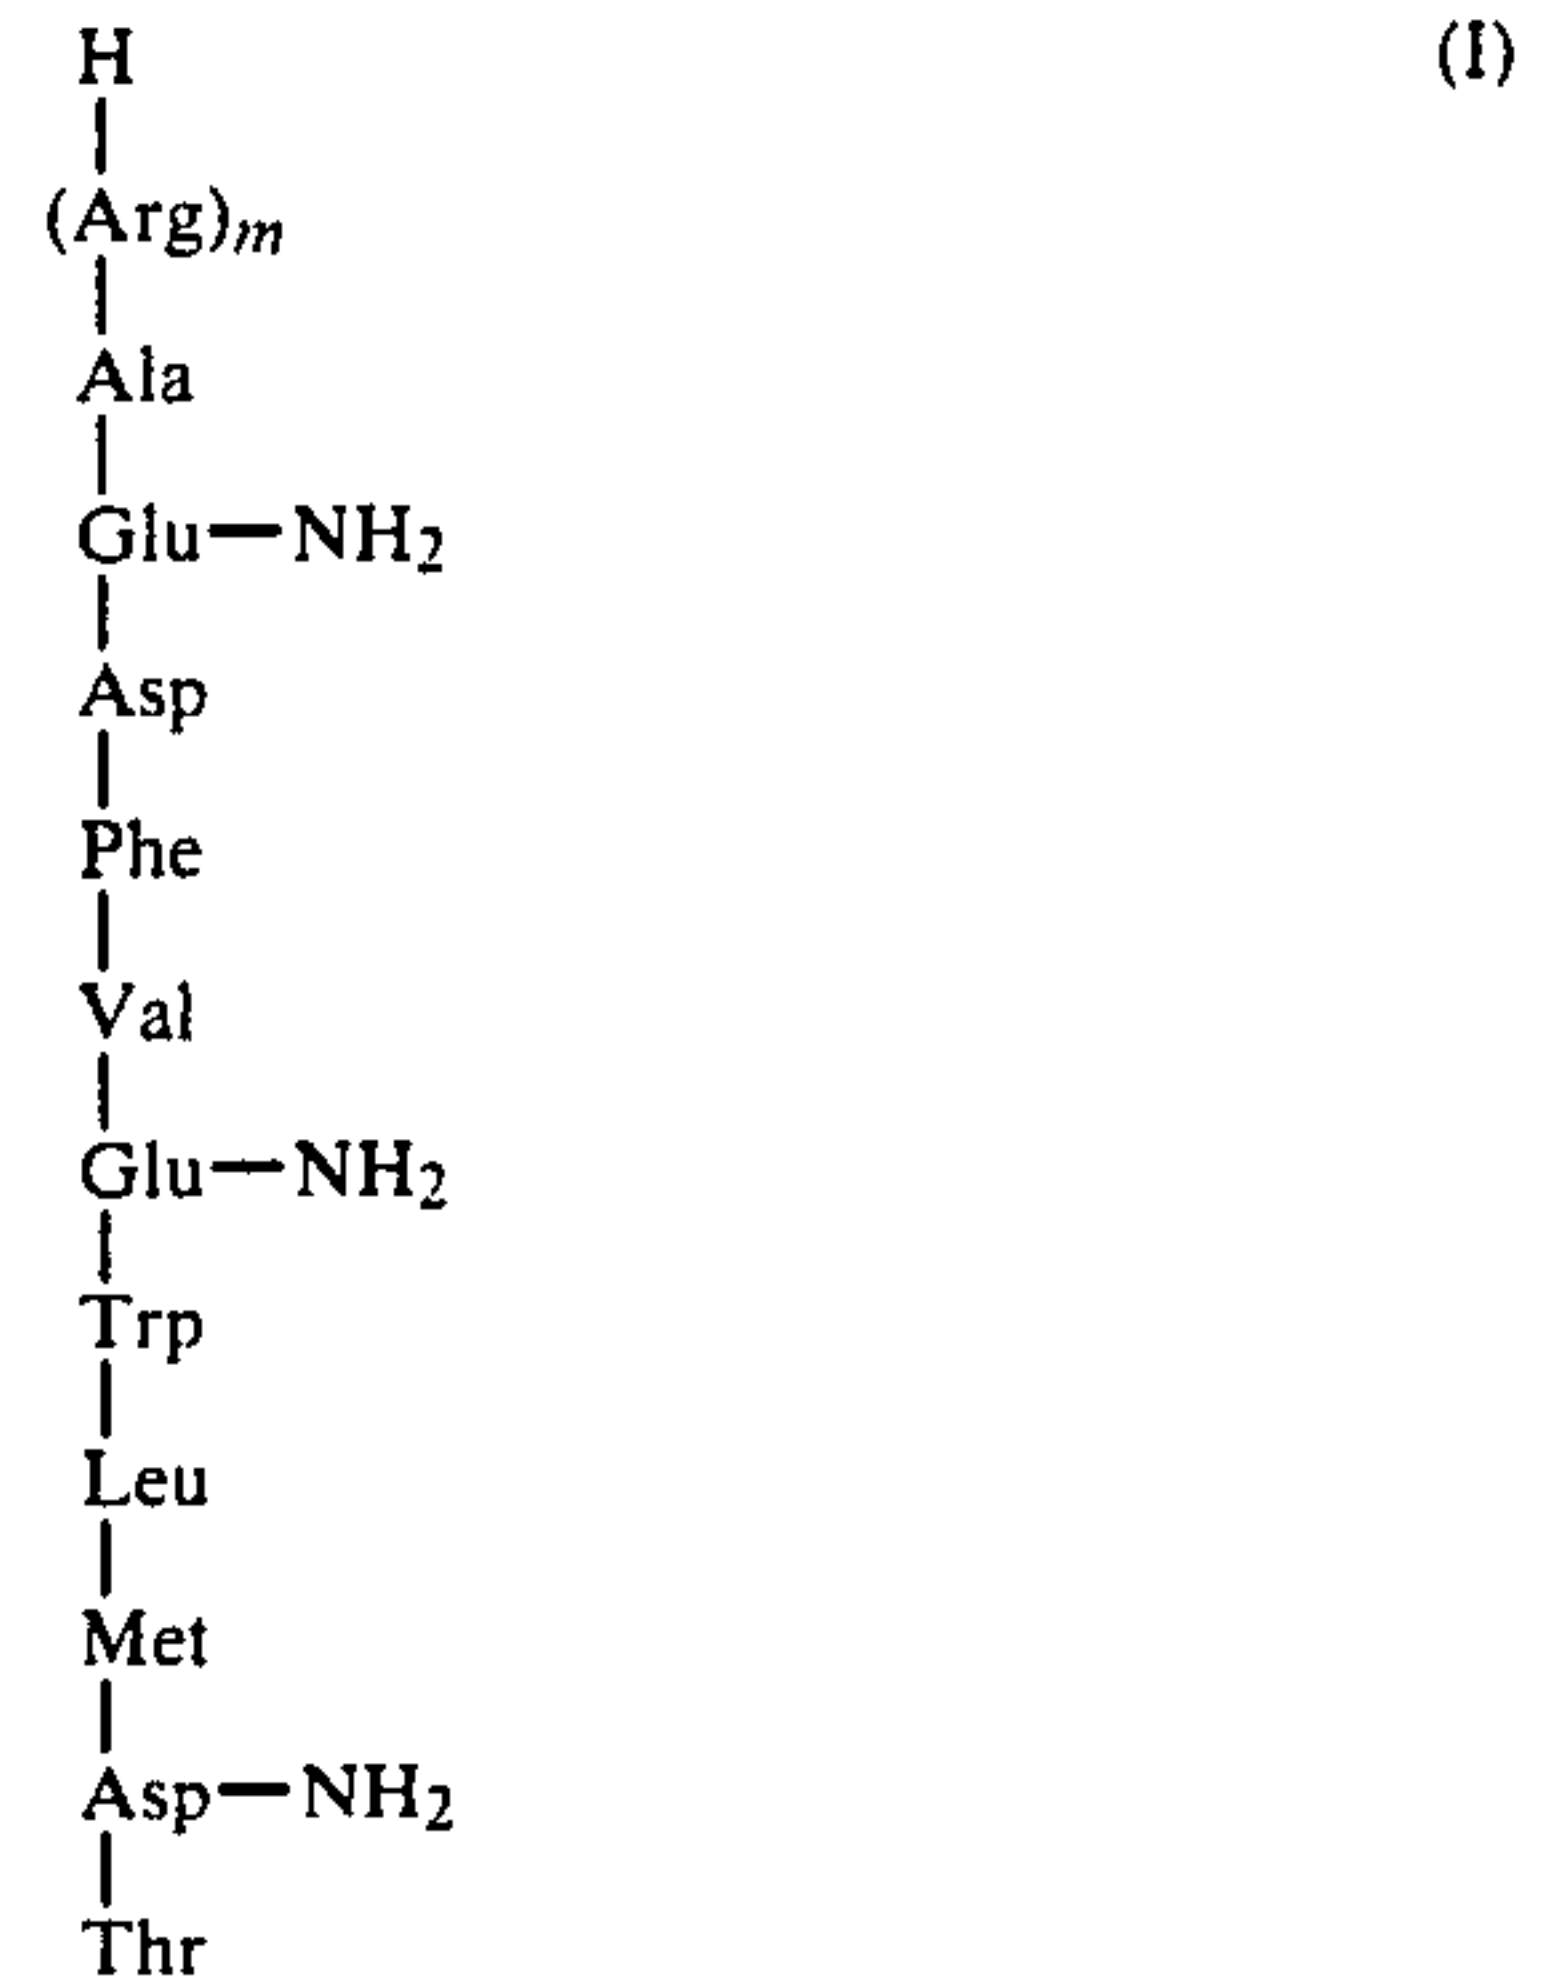 H (I)
(Arg)m
Ala
Glu—NH2
Asp
Phe
Val
Glu—NH2
Trp
Leu
Met
Asp—NH2
Thr